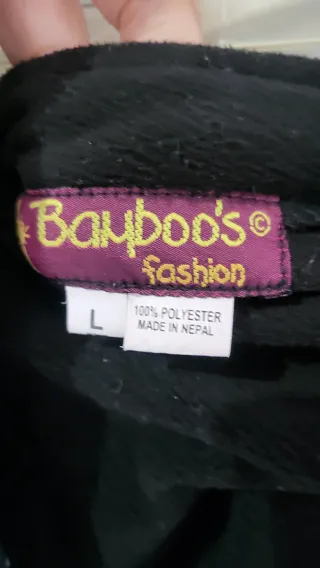 Bamboo's ©
fashion
L
100% POLYESTER
MADE IN NEPAL